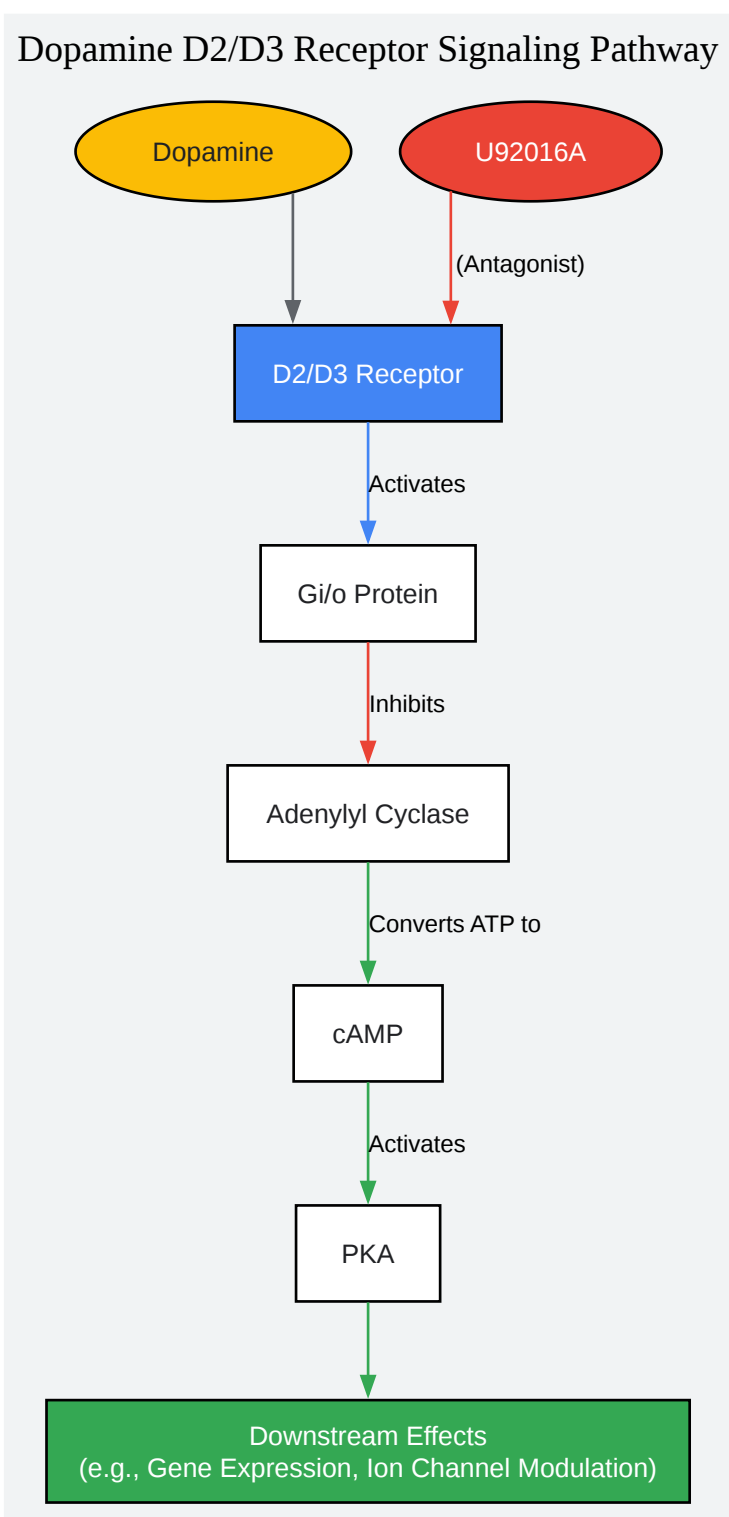 Dopamine D2/D3 Receptor Signaling Pathway
Dopamine
U92016A
(Antagonist)
D2/D3 Receptor
Activates
Gi/o Protein
Inhibits
Adenylyl Cyclase
Converts ATP to
cAMP
Activates
PKA
Downstream Effects
(e.g., Gene Expression, Ion Channel Modulation)